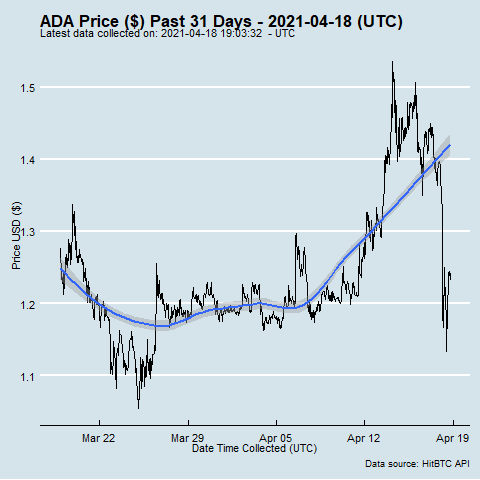 ADA Price ($) Past 31 Days - 2021-04-18 (UTC)
Latest data collected on: 2021-04-18 19:03:32 - UTC
Price USD ($)
1.5
1.4
1.3
1.2
1.1
Mar 22
Mar 29
Apr 05
Apr 12
Apr 19
Date Time Collected (UTC)
Data source: HitBTC API